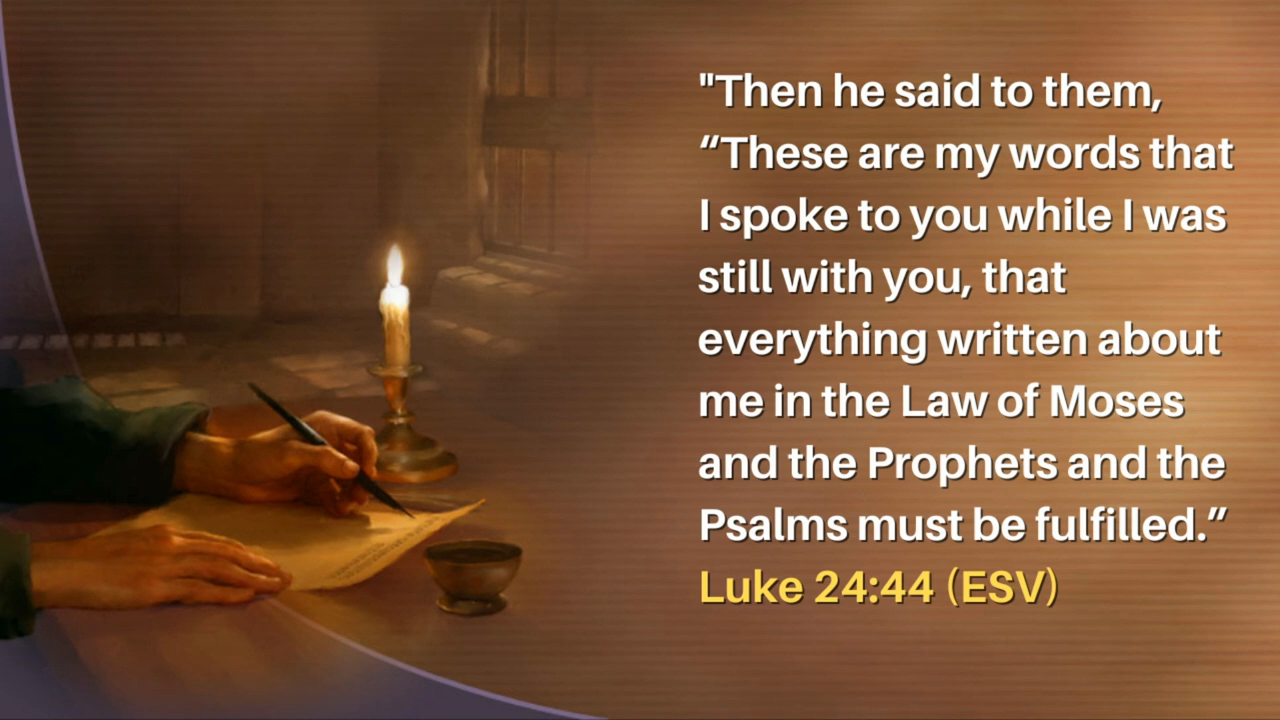 "Then he said to them,
“These are my words that
I spoke to you while I was
still with you, that
everything written about
me in the Law of Moses
and the Prophets and the
Psalms must be fulfilled.”
Luke 24:44 (ESV)